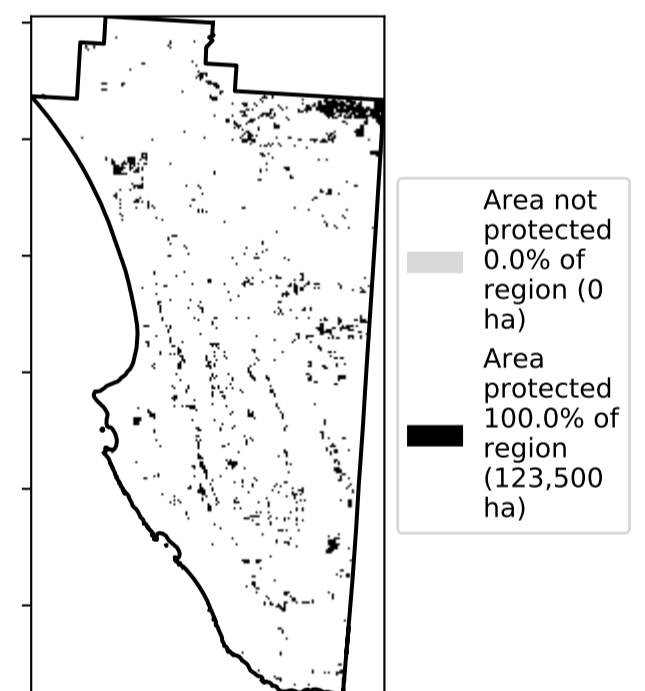 Area not
protected
0.0% of
region (0
ha)
Area
protected
100.0% of
region
(123,500
ha)